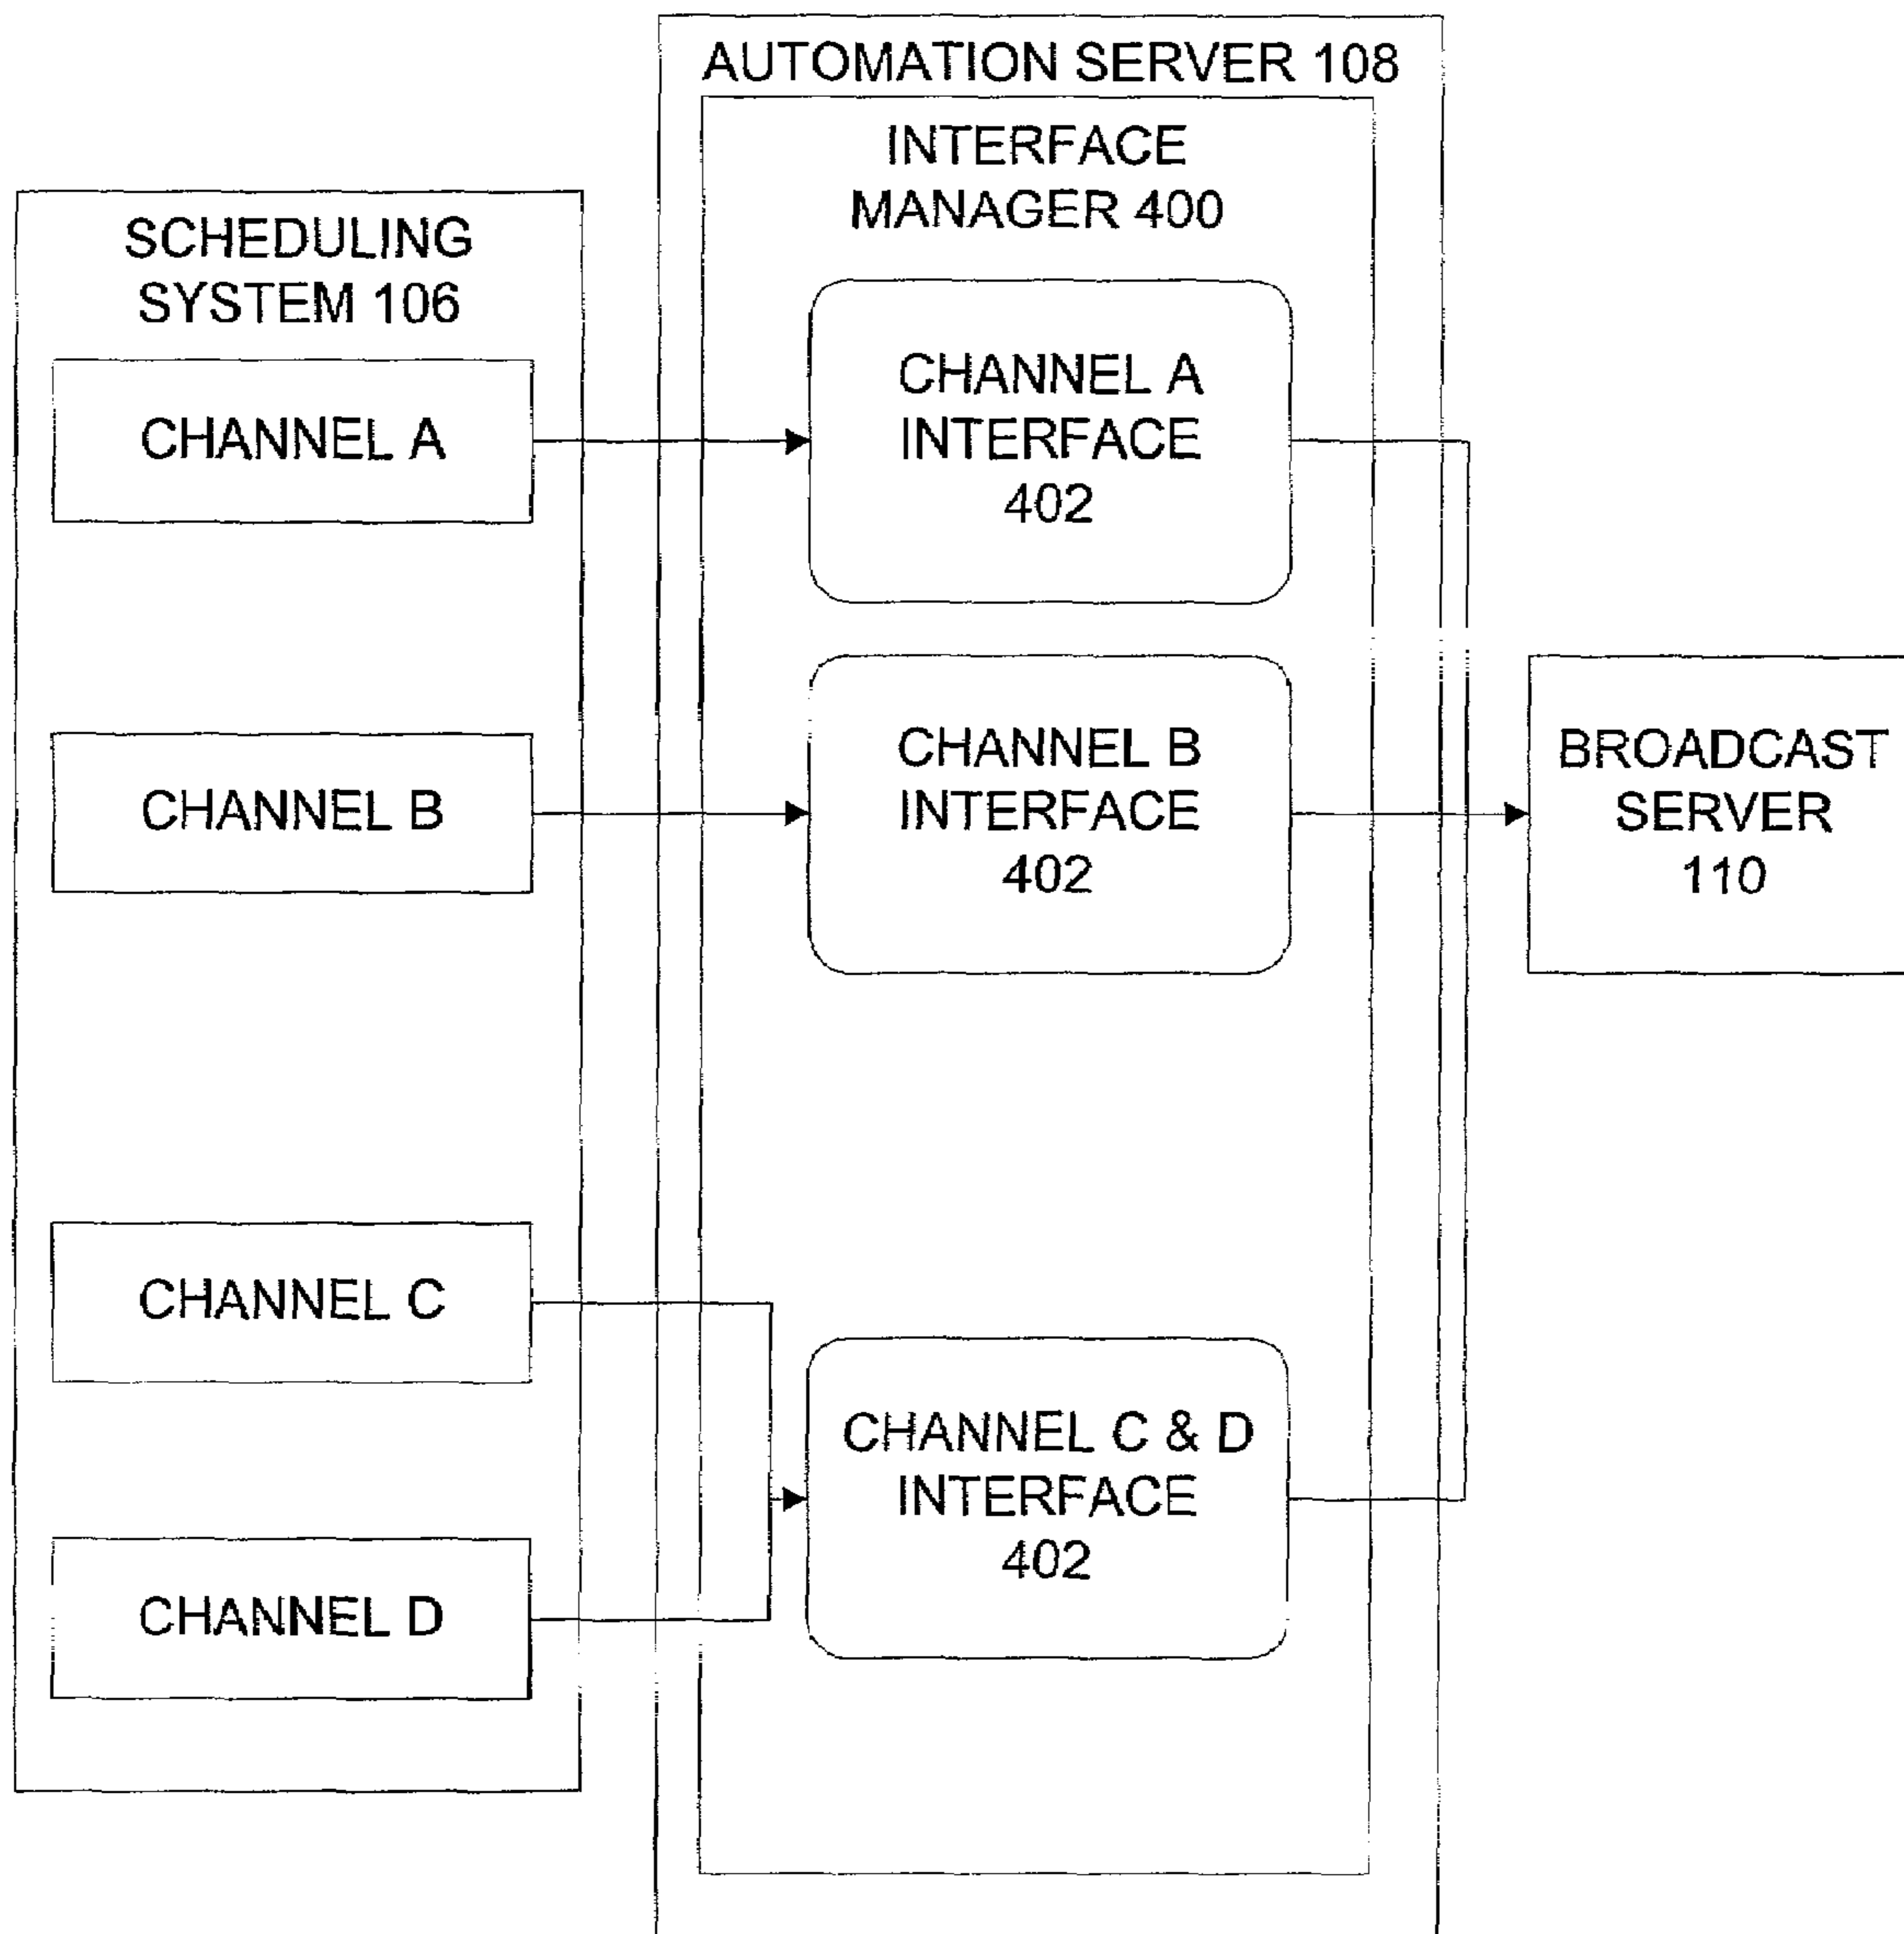 AUTOMATION SERVER 108
INTERFACE
MANAGER 400
SCHEDULING
SYSTEM 106
CHANNEL A
CHANNEL A
INTERFACE
402
CHANNEL B
CHANNEL B
INTERFACE
402
BROADCAST
SERVER
110
CHANNEL C
CHANNEL D
CHANNEL C & D
INTERFACE
402